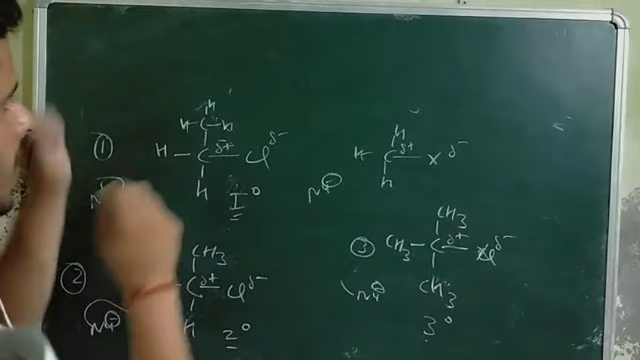 H
H-C-H
① H-C^δ+-Cl^δ-
H
1°
Nu⊖
H
H-C^δ+-X^δ-
H
Nu⊖
②
CH3
C^δ+-Cl^δ-
H
2°
Nu⊖
③
CH3
CH3-C^δ+-Cl^δ-
CH3
3°
Nu⊖